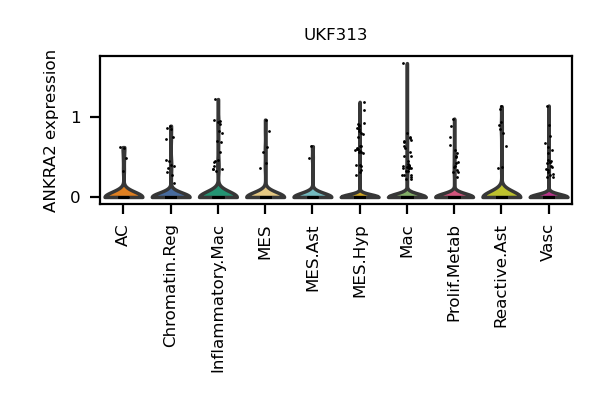 UKF313
ANKRA2 expression
1
0
AC
Chromatin.Reg
Inflammatory.Mac
MES
MES.Ast
MES.Hyp
Mac
Prolif.Metab
Reactive.Ast
Vasc